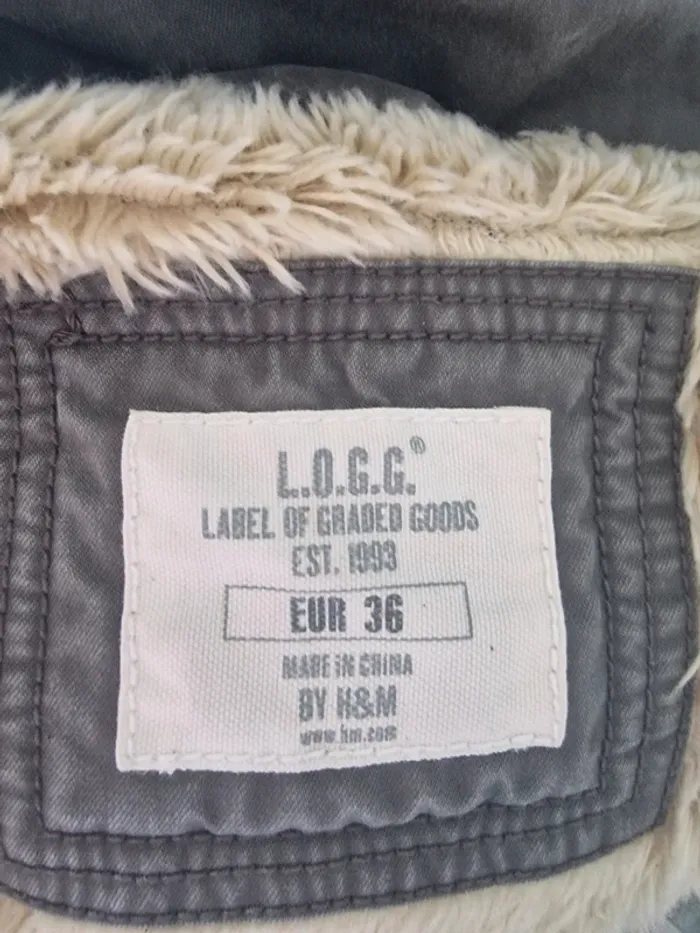 L.O.G.G.®
LABEL OF GRADED GOODS
EST. 1993
EUR 36
MADE IN CHINA
BY H&M
www.hm.com